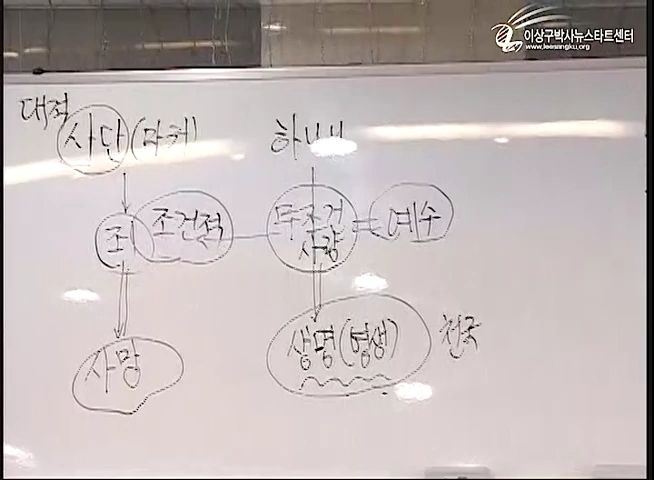 이상구박사뉴스타트센터
www.leesangku.org
대적
사단 (마귀) 하나님
죄 조건적 무조건 사랑 = 예수
사망 생명 (영생) 천국